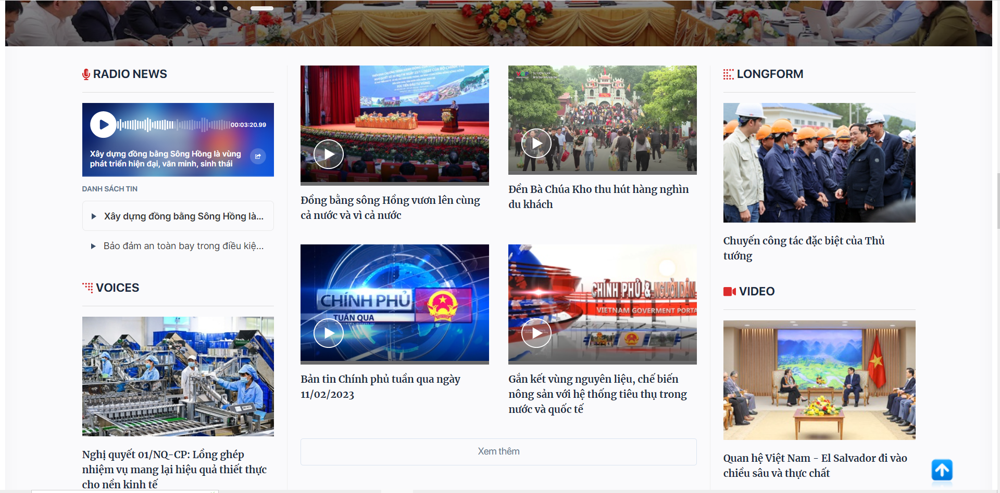 RADIO NEWS
00:03:20.99
Xây dựng đồng bằng Sông Hồng là vùng
phát triển hiện đại, văn minh, sinh thái
DANH SÁCH TIN
Xây dựng đồng bằng Sông Hồng là...
Bảo đảm an toàn bay trong điều kiệ...
VOICES
Nghị quyết 01/NQ-CP: Lồng ghép
nhiệm vụ mang lại hiệu quả thiết thực
cho nền kinh tế
Đồng bằng sông Hồng vươn lên cùng
cả nước và vì cả nước
Đền Bà Chúa Kho thu hút hàng nghìn
du khách
CHÍNH PHỦ
TUẦN QUA
Bản tin Chính phủ tuần qua ngày
11/02/2023
CHÍNH PHỦ & NGƯỜI DÂN
VIETNAM GOVERMENT PORTA
Gắn kết vùng nguyên liệu, chế biến
nông sản với hệ thống tiêu thụ trong
nước và quốc tế
Xem thêm
LONGFORM
Chuyến công tác đặc biệt của Thủ
tướng
VIDEO
Quan hệ Việt Nam - El Salvador đi vào
chiều sâu và thực chất